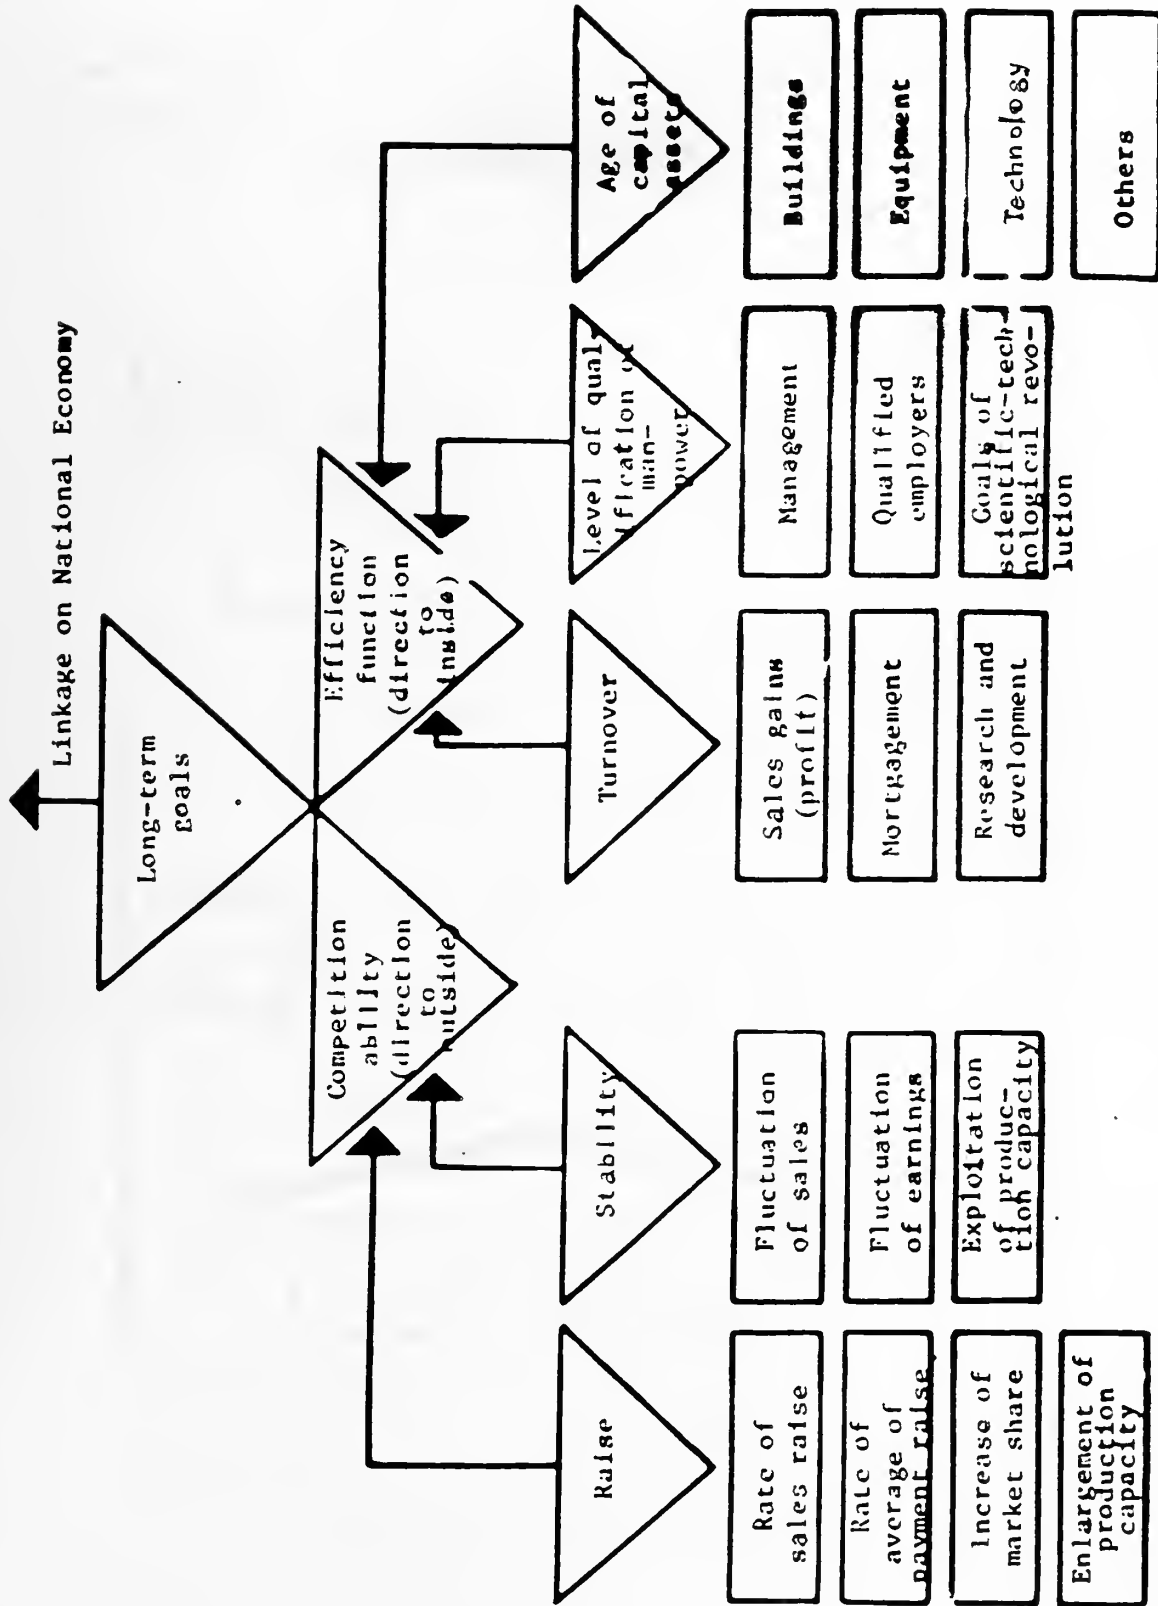 Linkage on National Economy
Long-term
goals
Competition
ability
(direction
to
outside)
Efficiency
function
(direction
to
inside)
Raise
Stability
Turnover
Level of qual-
ification of
man-
power
Age of
capital
assets
Rate of
sales raise
Rate of
average of
payment raise
Increase of
market share
Enlargement of
production
capacity
Fluctuation
of sales
Fluctuation
of earnings
Exploitation
of produc-
tion capacity
Sales gains
(profit)
Mortgagement
Research and
development
Management
Qualified
employers
Goals of
scientific-tech-
nological revo-
lution
Buildings
Equipment
Technology
Others